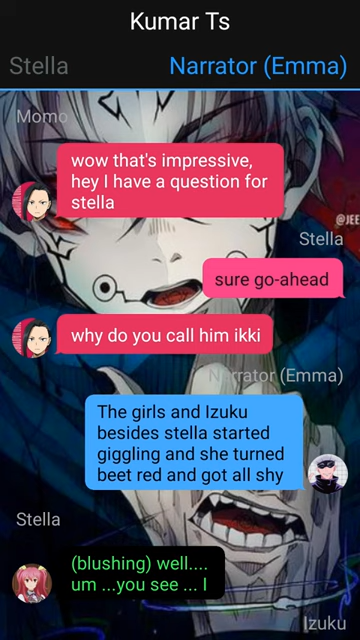 Kumar Ts
Stella
Narrator (Emma)
Momo
wow that's impressive,
hey I have a question for
stella
@JEE
Stella
sure go-ahead
why do you call him ikki
Narrator (Emma)
The girls and Izuku
besides stella started
giggling and she turned
beet red and got all shy
Stella
(blushing) well....
um ...you see ... I
Izuku